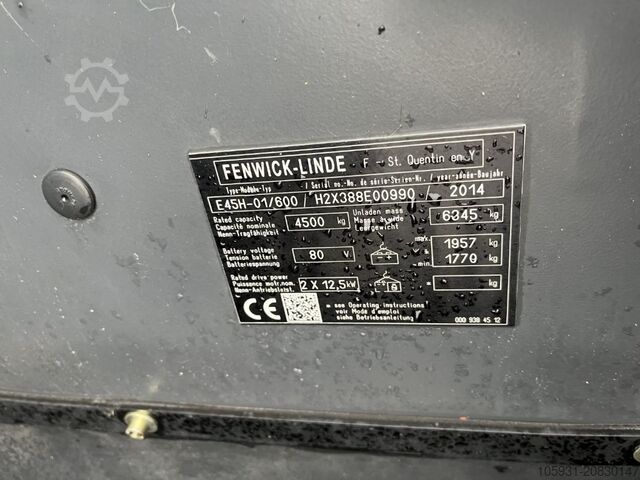 FENWICK-LINDE F - St. Quentin en Y
Type-Modèle-Typ / Serial no.-No. de série-Serien-Nr. / year-année-Baujahr
E45H-01/600 / H2X388E00990 / 2014
Rated capacity
Capacité nominale
Nenn-Tragfähigkeit
4500 kg
Unladen mass
Masse à vide
Leergewicht
6345 kg
Battery voltage
Tension batterie
Batteriespannung
80 V
max. 1957 kg
min. 1770 kg
Rated drive power
Puissance motr.nom.
Nenn-Antriebsleist.
2 X 12,5 kW
= kg
CE
* see Operating instructions
voir Mode d'emploi
siehe Betriebsanleitung
000 938 45 12
105931-20830147